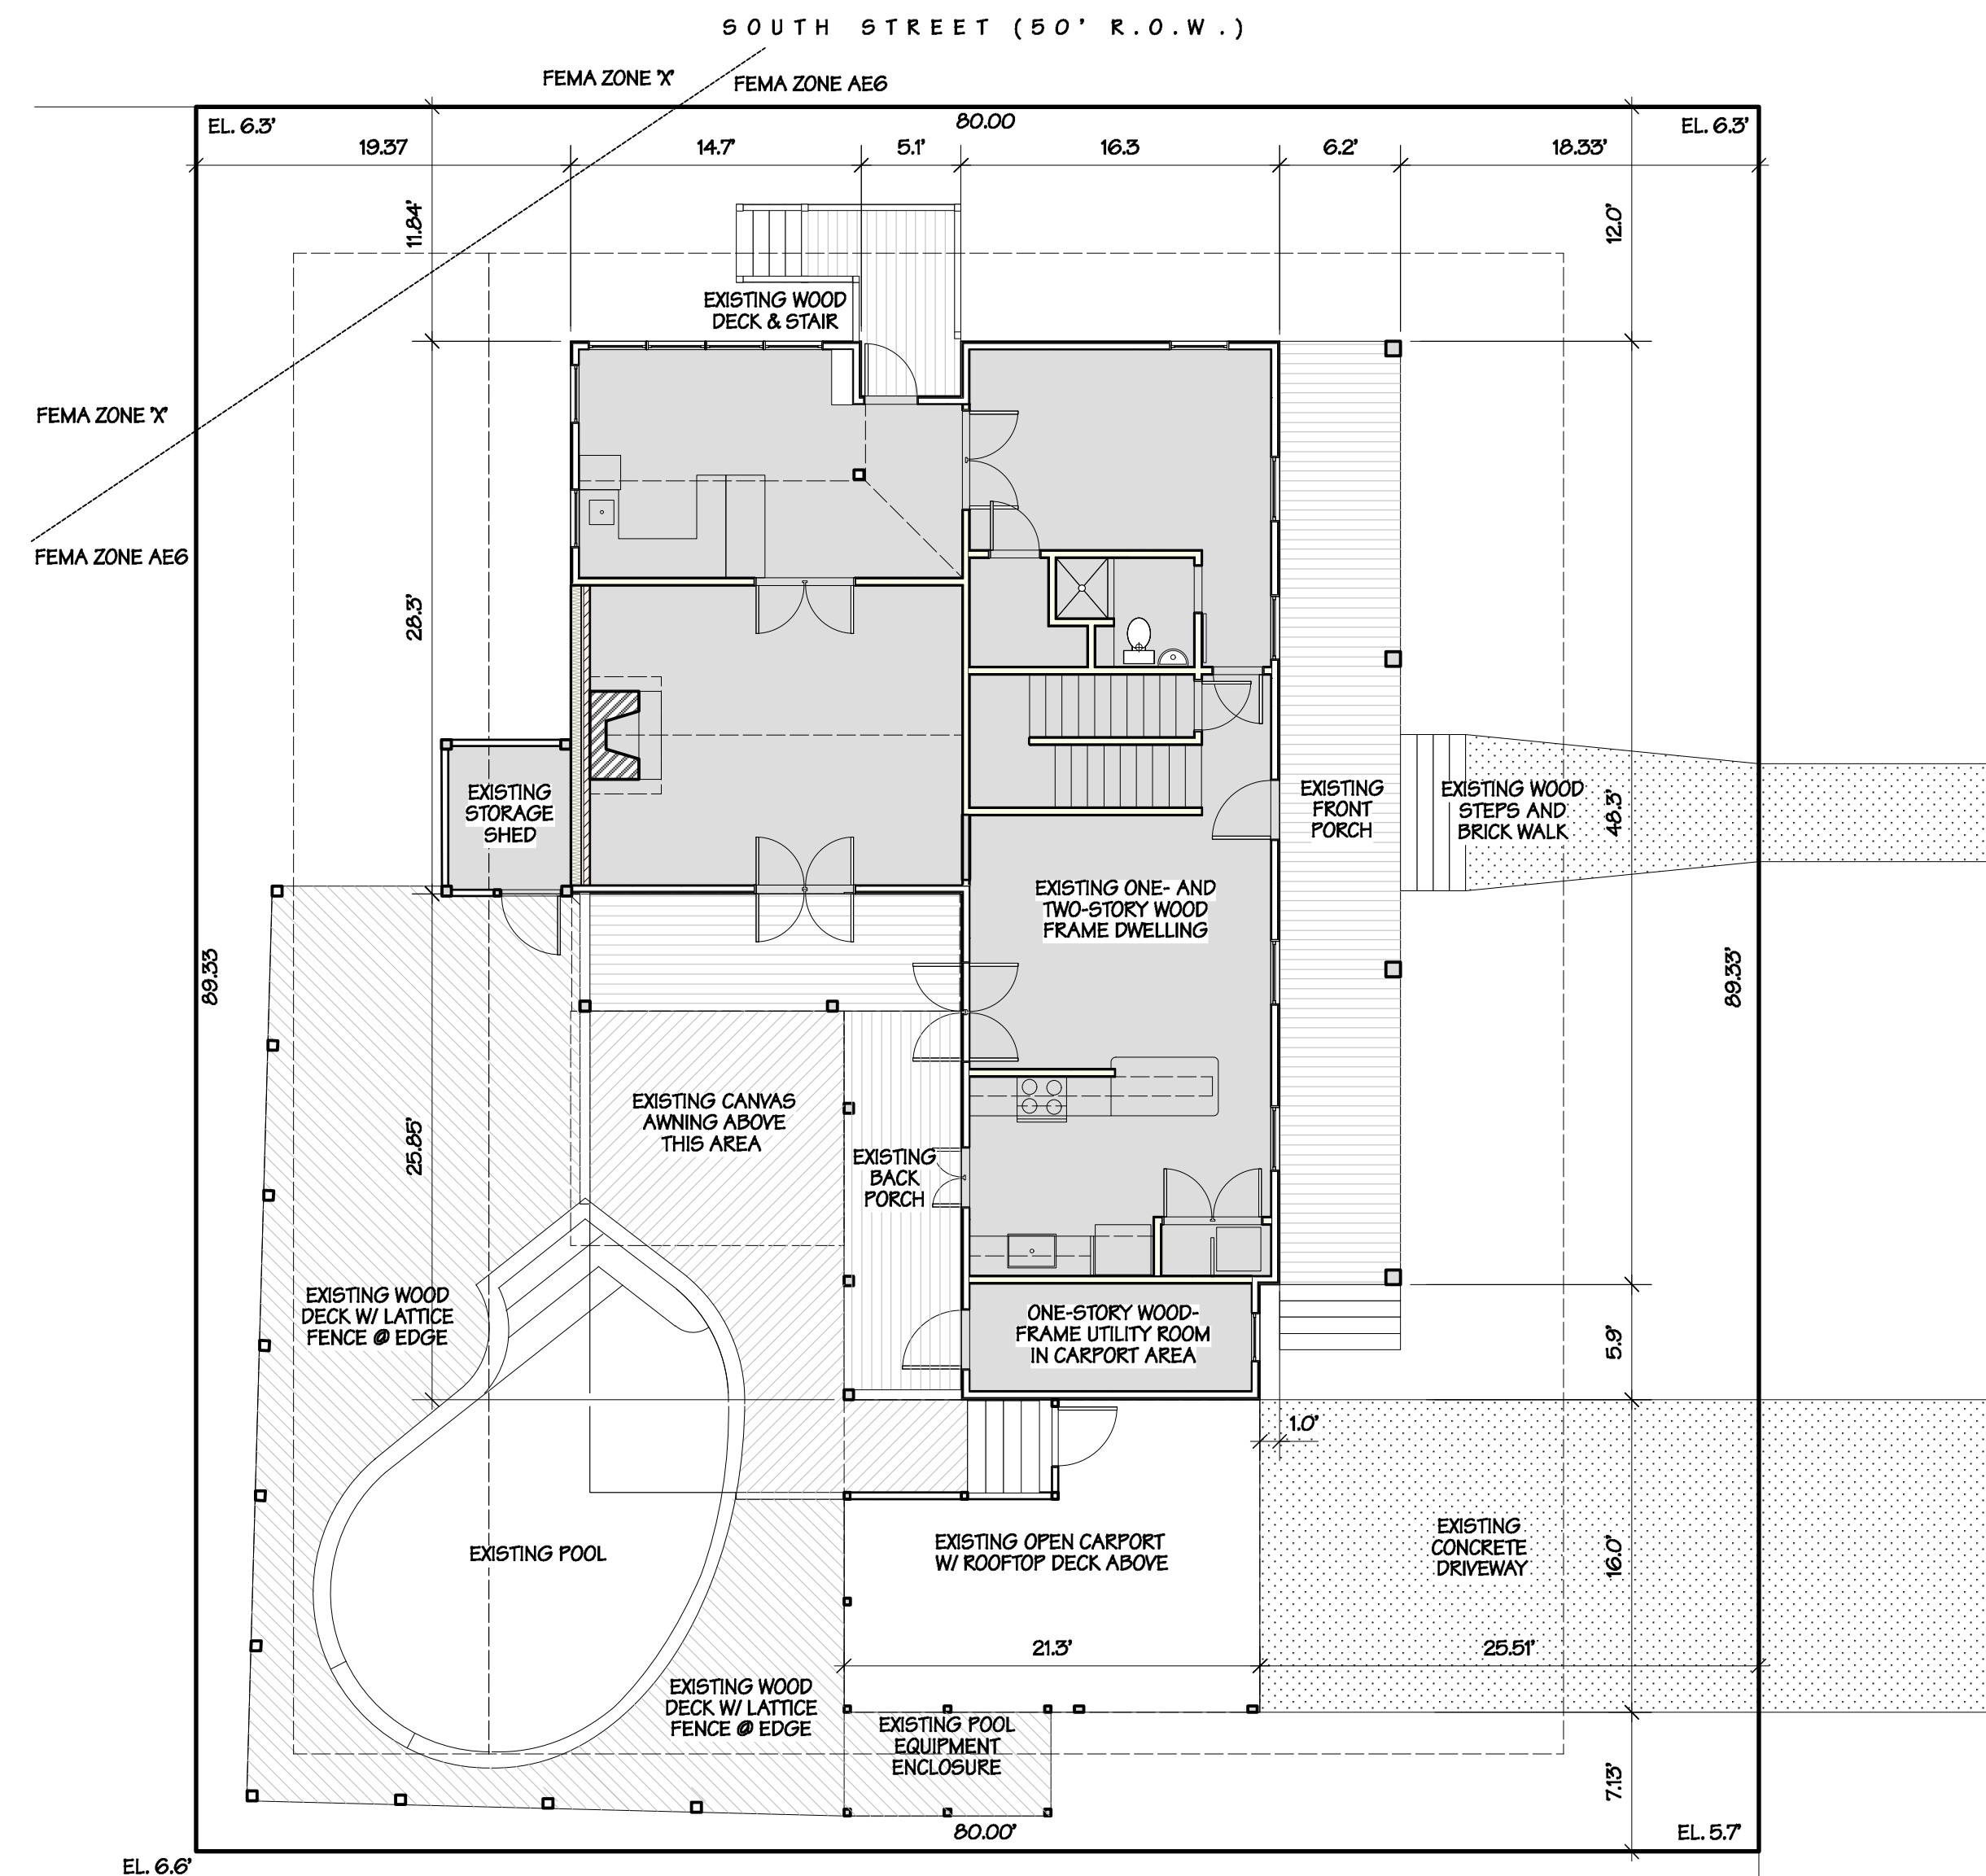 SOUTH STREET (50' R.O.W.)
FEMA ZONE 'X'
FEMA ZONE AE6
EL. 6.3'
80.00
EL. 6.3'
19.37
14.7'
5.1'
16.3
6.2'
18.33'
11.84'
12.0'
EXISTING WOOD
DECK & STAIR
FEMA ZONE 'X'
FEMA ZONE AE6
28.3'
EXISTING
STORAGE
SHED
EXISTING
FRONT
PORCH
EXISTING WOOD
STEPS AND
BRICK WALK
48.3'
EXISTING ONE- AND
TWO-STORY WOOD
FRAME DWELLING
89.33
89.33'
EXISTING CANVAS
AWNING ABOVE
THIS AREA
25.85'
EXISTING
BACK
PORCH
EXISTING WOOD
DECK W/ LATTICE
FENCE @ EDGE
ONE-STORY WOOD-
FRAME UTILITY ROOM
IN CARPORT AREA
5.9'
1.0'
EXISTING POOL
EXISTING OPEN CARPORT
W/ ROOFTOP DECK ABOVE
EXISTING
CONCRETE
DRIVEWAY
16.0'
21.3'
25.51'
EXISTING WOOD
DECK W/ LATTICE
FENCE @ EDGE
EXISTING POOL
EQUIPMENT
ENCLOSURE
7.13'
80.00'
EL. 5.7'
EL. 6.6'